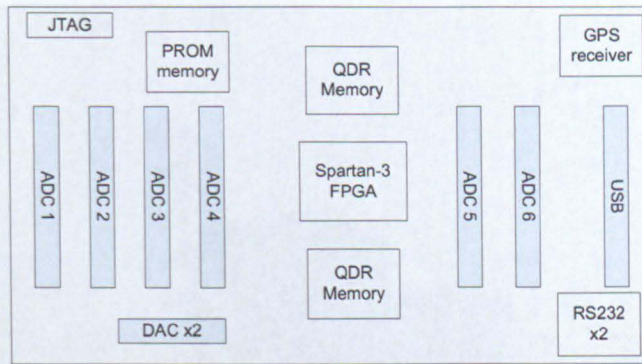 JTAG
PROM
memory
QDR
Memory
GPS
receiver
ADC 1
ADC 2
ADC 3
ADC 4
Spartan-3
FPGA
ADC 5
ADC 6
USB
QDR
Memory
DAC x2
RS232
x2